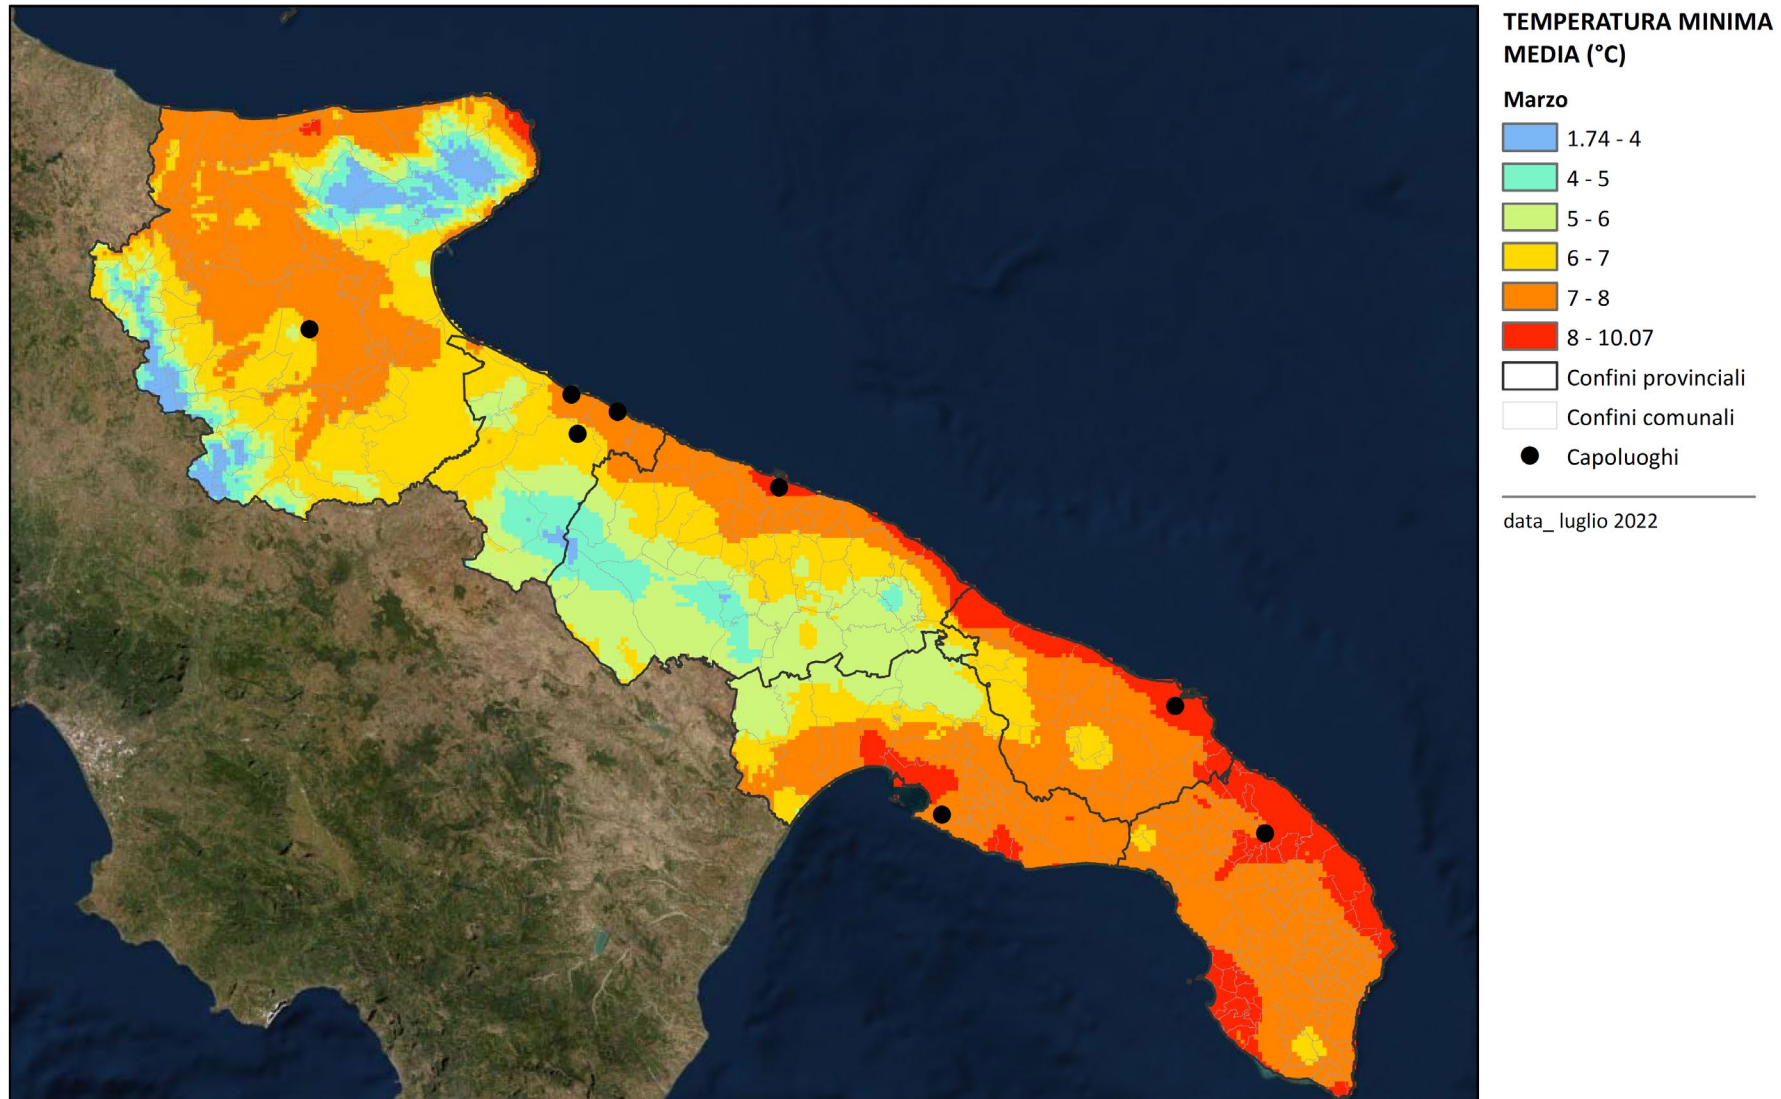 TEMPERATURA MINIMA
MEDIA (°C)
Marzo
1.74 - 4
4 - 5
5 - 6
6 - 7
7 - 8
8 - 10.07
Confini provinciali
Confini comunali
Capoluoghi
data_ luglio 2022